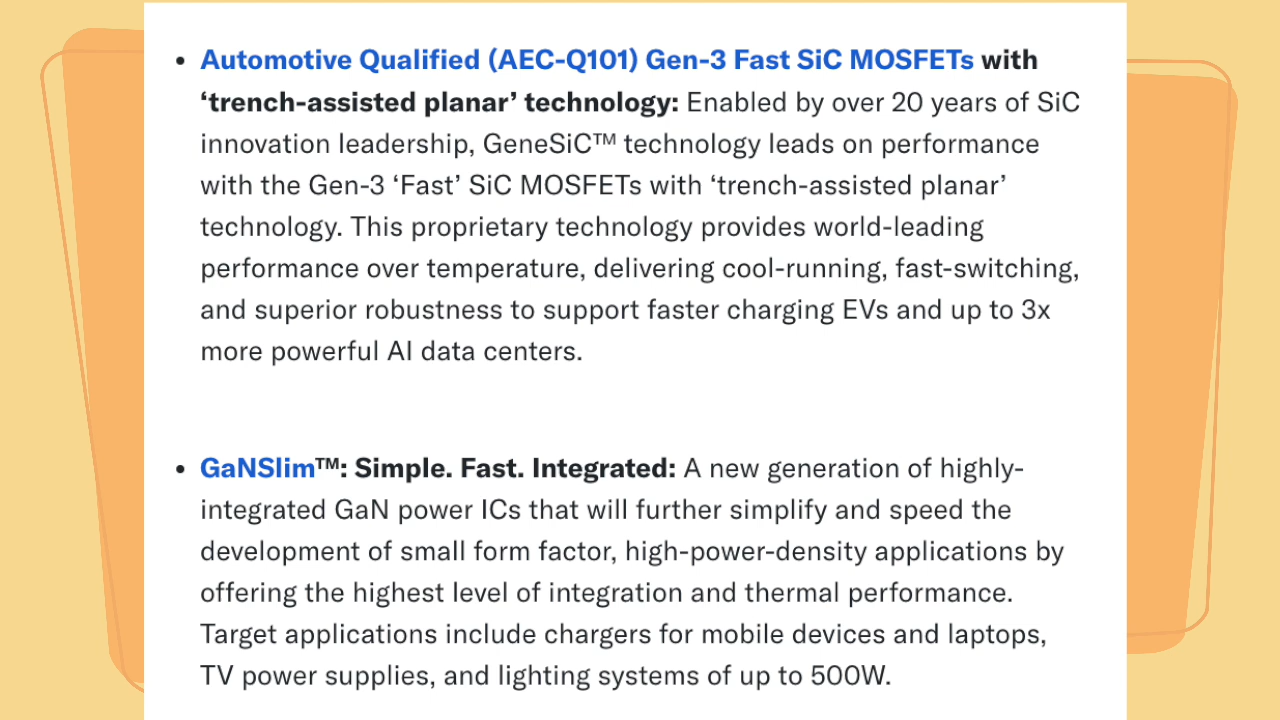 • Automotive Qualified (AEC-Q101) Gen-3 Fast SiC MOSFETs with
‘trench-assisted planar’ technology: Enabled by over 20 years of SiC
innovation leadership, GeneSiC™ technology leads on performance
with the Gen-3 ‘Fast’ SiC MOSFETs with ‘trench-assisted planar’
technology. This proprietary technology provides world-leading
performance over temperature, delivering cool-running, fast-switching,
and superior robustness to support faster charging EVs and up to 3x
more powerful AI data centers.
• GaNSlim™: Simple. Fast. Integrated: A new generation of highly-
integrated GaN power ICs that will further simplify and speed the
development of small form factor, high-power-density applications by
offering the highest level of integration and thermal performance.
Target applications include chargers for mobile devices and laptops,
TV power supplies, and lighting systems of up to 500W.